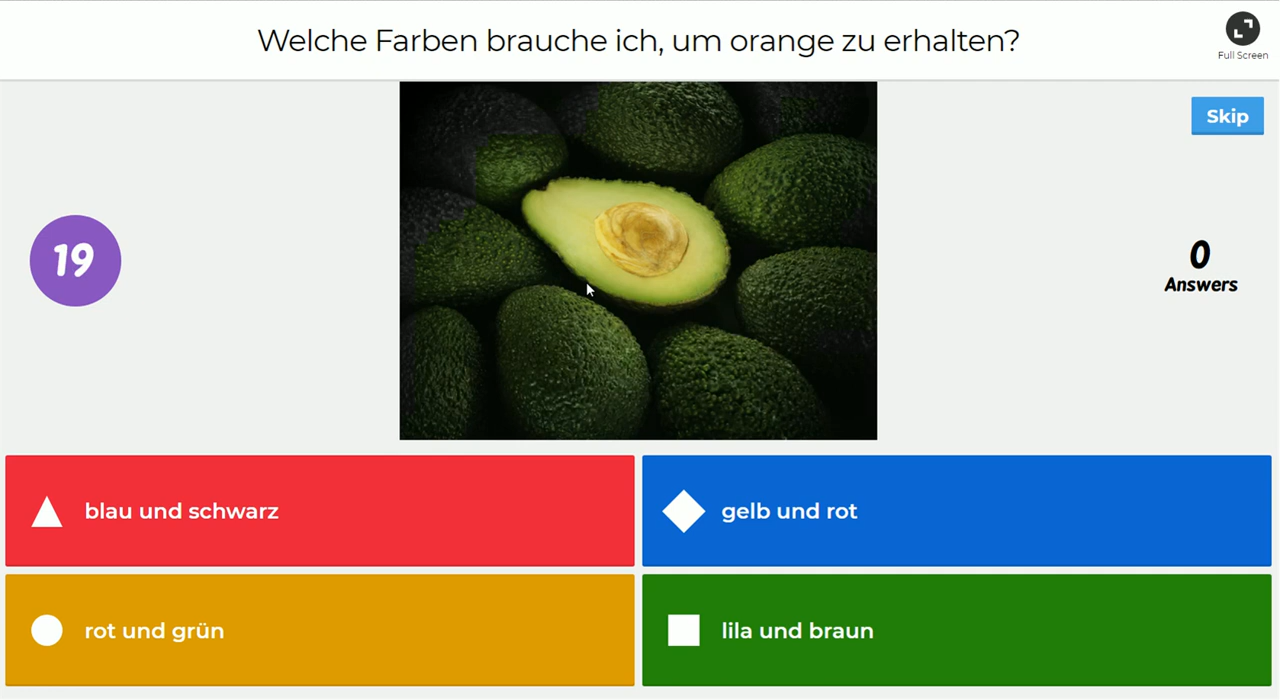 Welche Farben brauche ich, um orange zu erhalten?
Full Screen
Skip
19
0
Answers
blau und schwarz
gelb und rot
rot und grün
lila und braun